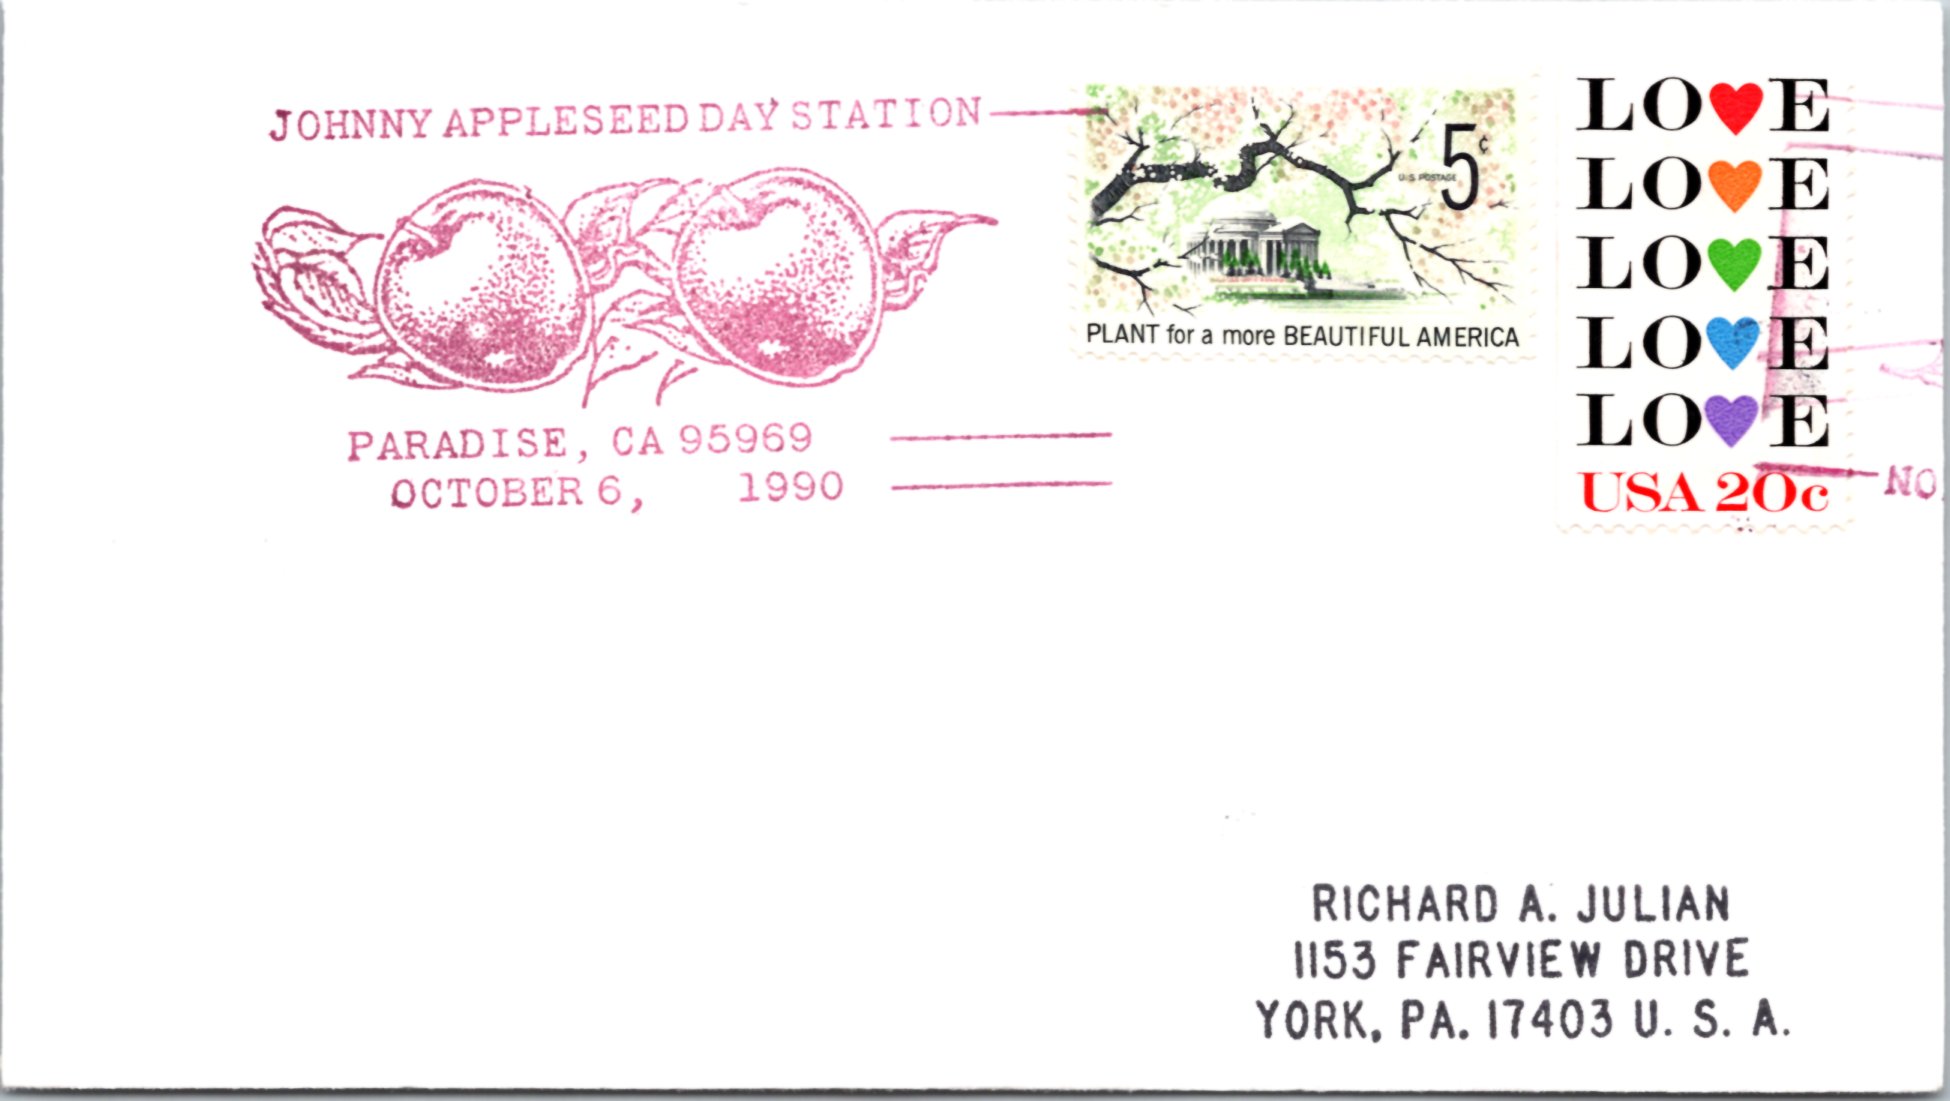 JOHNNY APPLESEED DAY STATION
PARADISE, CA 95969
OCTOBER 6, 1990
5¢
U.S. POSTAGE
PLANT for a more BEAUTIFUL AMERICA
LOVE
LOVE
LOVE
LOVE
LOVE
USA 20c
NO
RICHARD A. JULIAN
1153 FAIRVIEW DRIVE
YORK, PA. 17403 U. S. A.